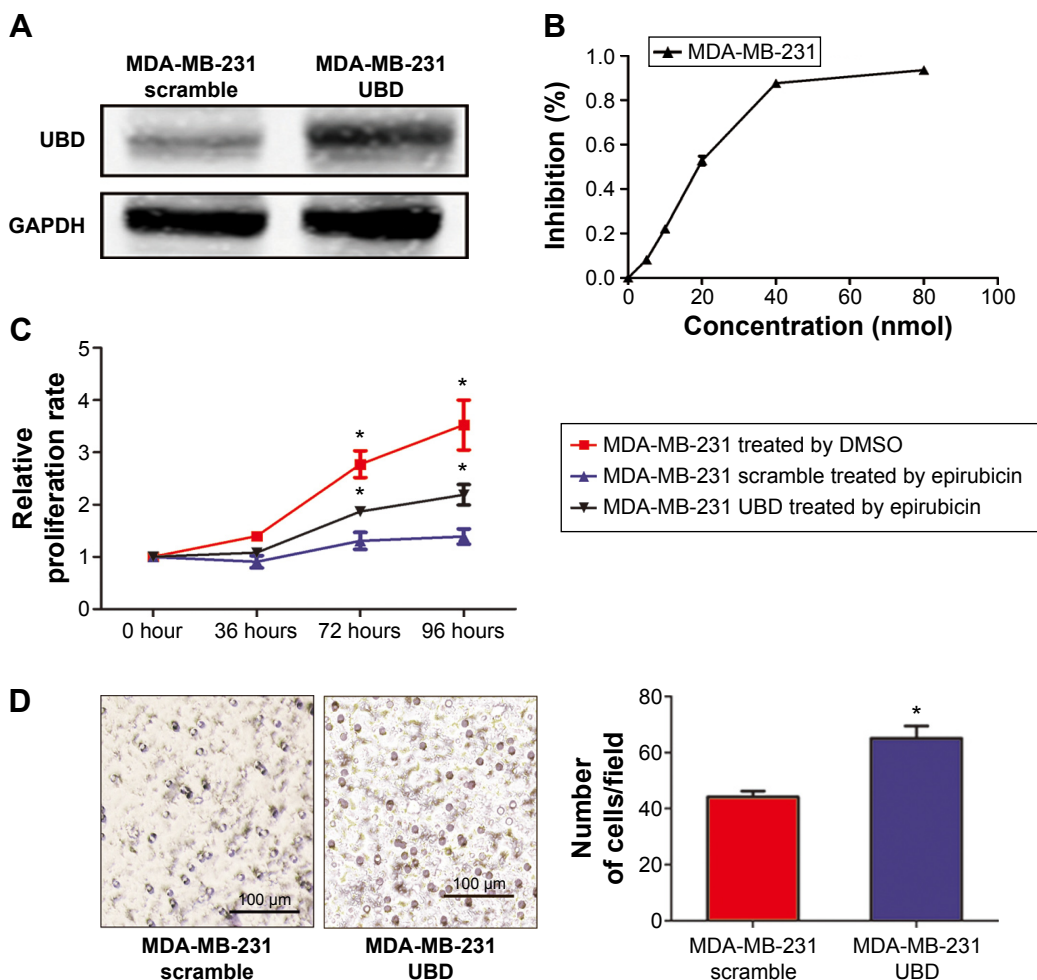 A
MDA-MB-231
scramble
MDA-MB-231
UBD
UBD
GAPDH
B
MDA-MB-231
Inhibition (%)
1.0
0.8
0.6
0.4
0.2
0.0
0 20 40 60 80 100
Concentration (nmol)
C
Relative
proliferation rate
5
4
3
2
1
0
*
*
*
*
0 hour 36 hours 72 hours 96 hours
MDA-MB-231 treated by DMSO
MDA-MB-231 scramble treated by epirubicin
MDA-MB-231 UBD treated by epirubicin
D
100 µm
MDA-MB-231
scramble
100 µm
MDA-MB-231
UBD
Number
of cells/field
80
60
40
20
0
*
MDA-MB-231
scramble
MDA-MB-231
UBD